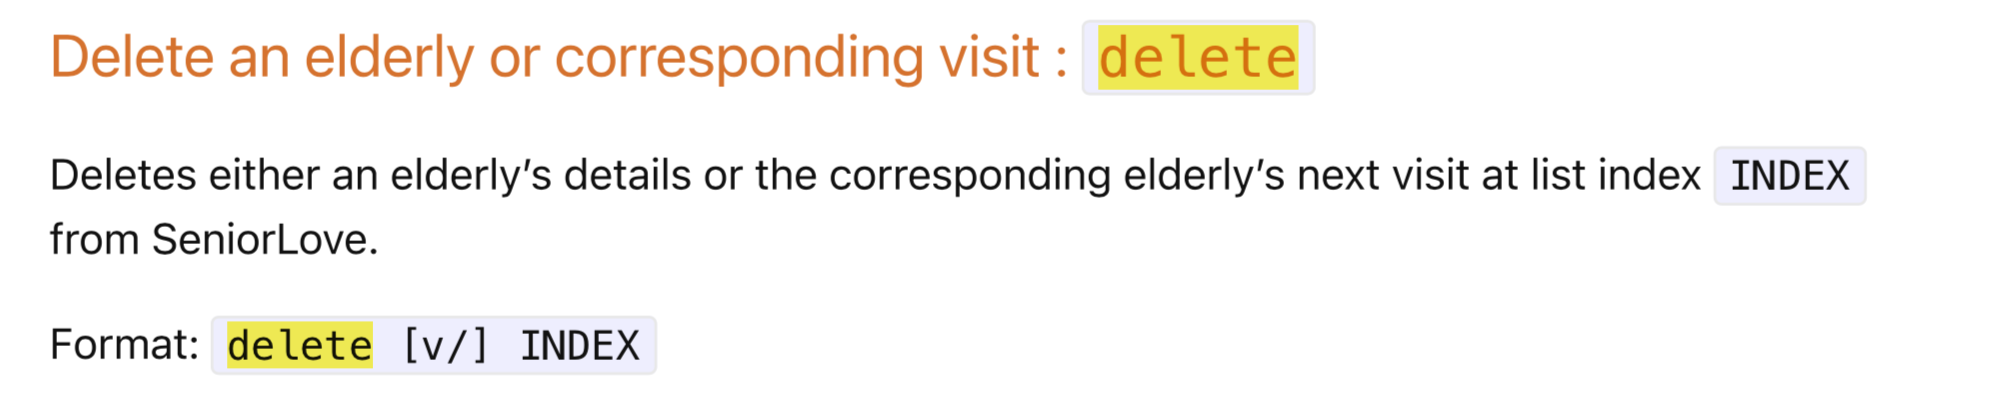 Delete an elderly or corresponding visit : delete
Deletes either an elderly’s details or the corresponding elderly’s next visit at list index INDEX
from SeniorLove.
Format: delete [v/] INDEX